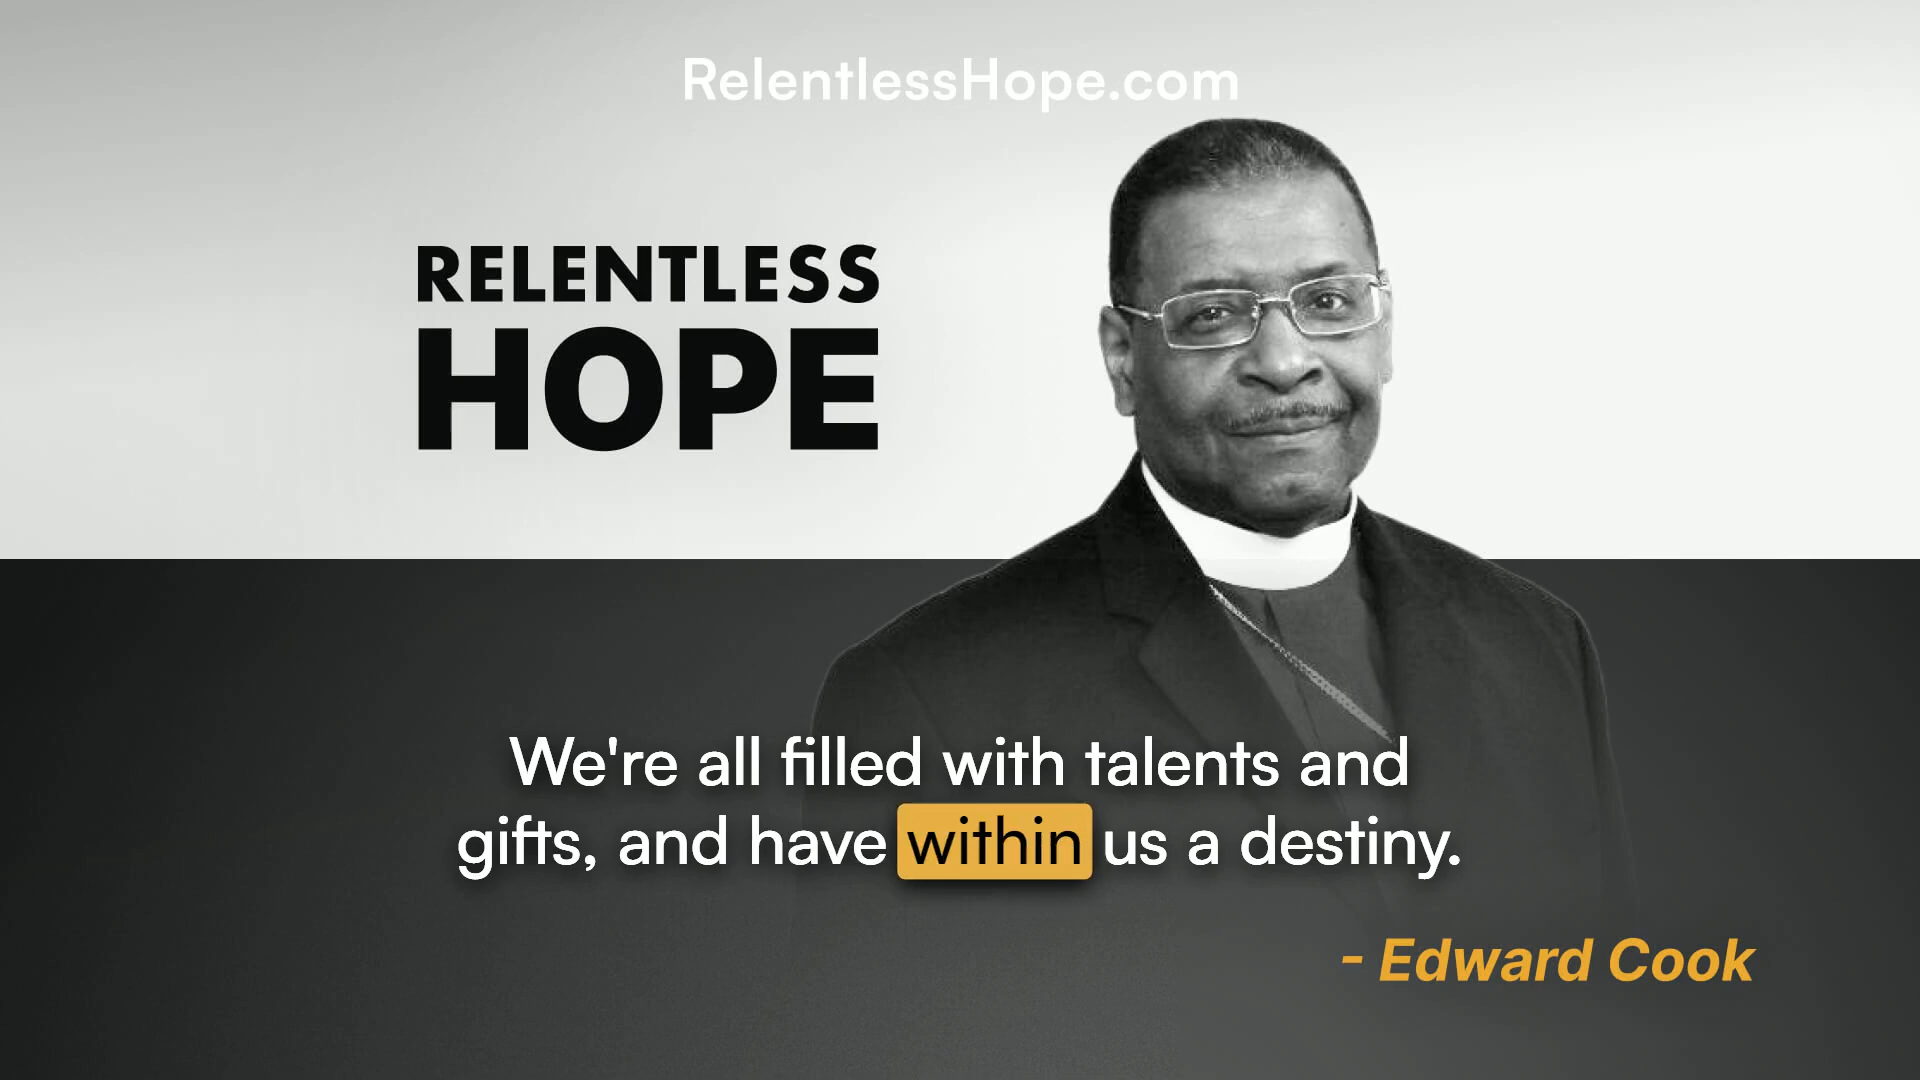 RelentlessHope.com
RELENTLESS
HOPE
We're all filled with talents and
gifts, and have within us a destiny.
- Edward Cook